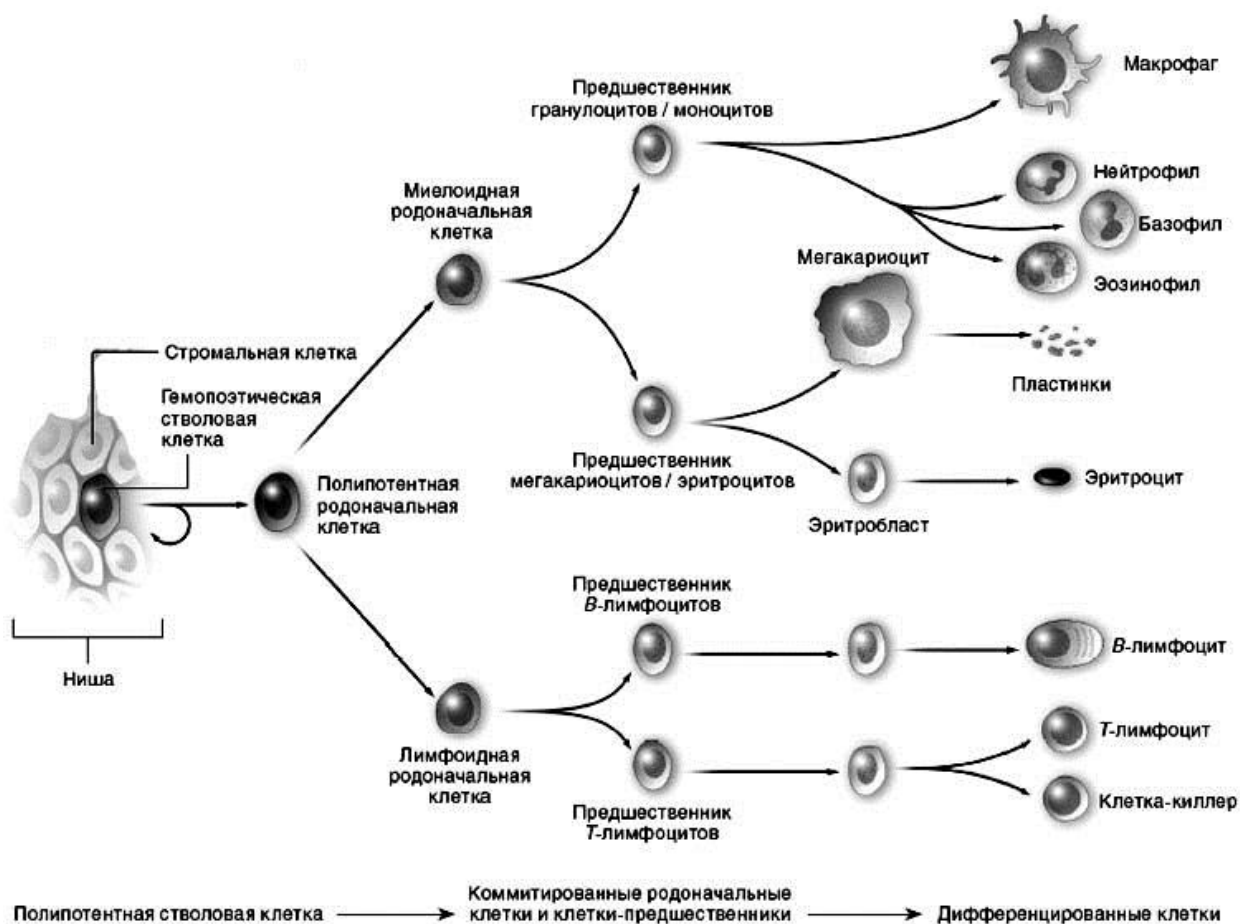 Макрофаг
Предшественник
гранулоцитов / моноцитов
Нейтрофил
Миелоидная
родоначальная
клетка
Базофил
Мегакариоцит
Эозинофил
Стромальная клетка
Пластинки
Гемопоэтическая
стволовая
клетка
Предшественник
мегакариоцитов / эритроцитов
Полипотентная
родоначальная
клетка
Эритроцит
Эритробласт
Предшественник
В-лимфоцитов
В-лимфоцит
Ниша
Т-лимфоцит
Лимфоидная
родоначальная
клетка
Клетка-киллер
Предшественник
Т-лимфоцитов
Полипотентная стволовая клетка
Коммитированные родоначальные
клетки и клетки-предшественники
Дифференцированные клетки